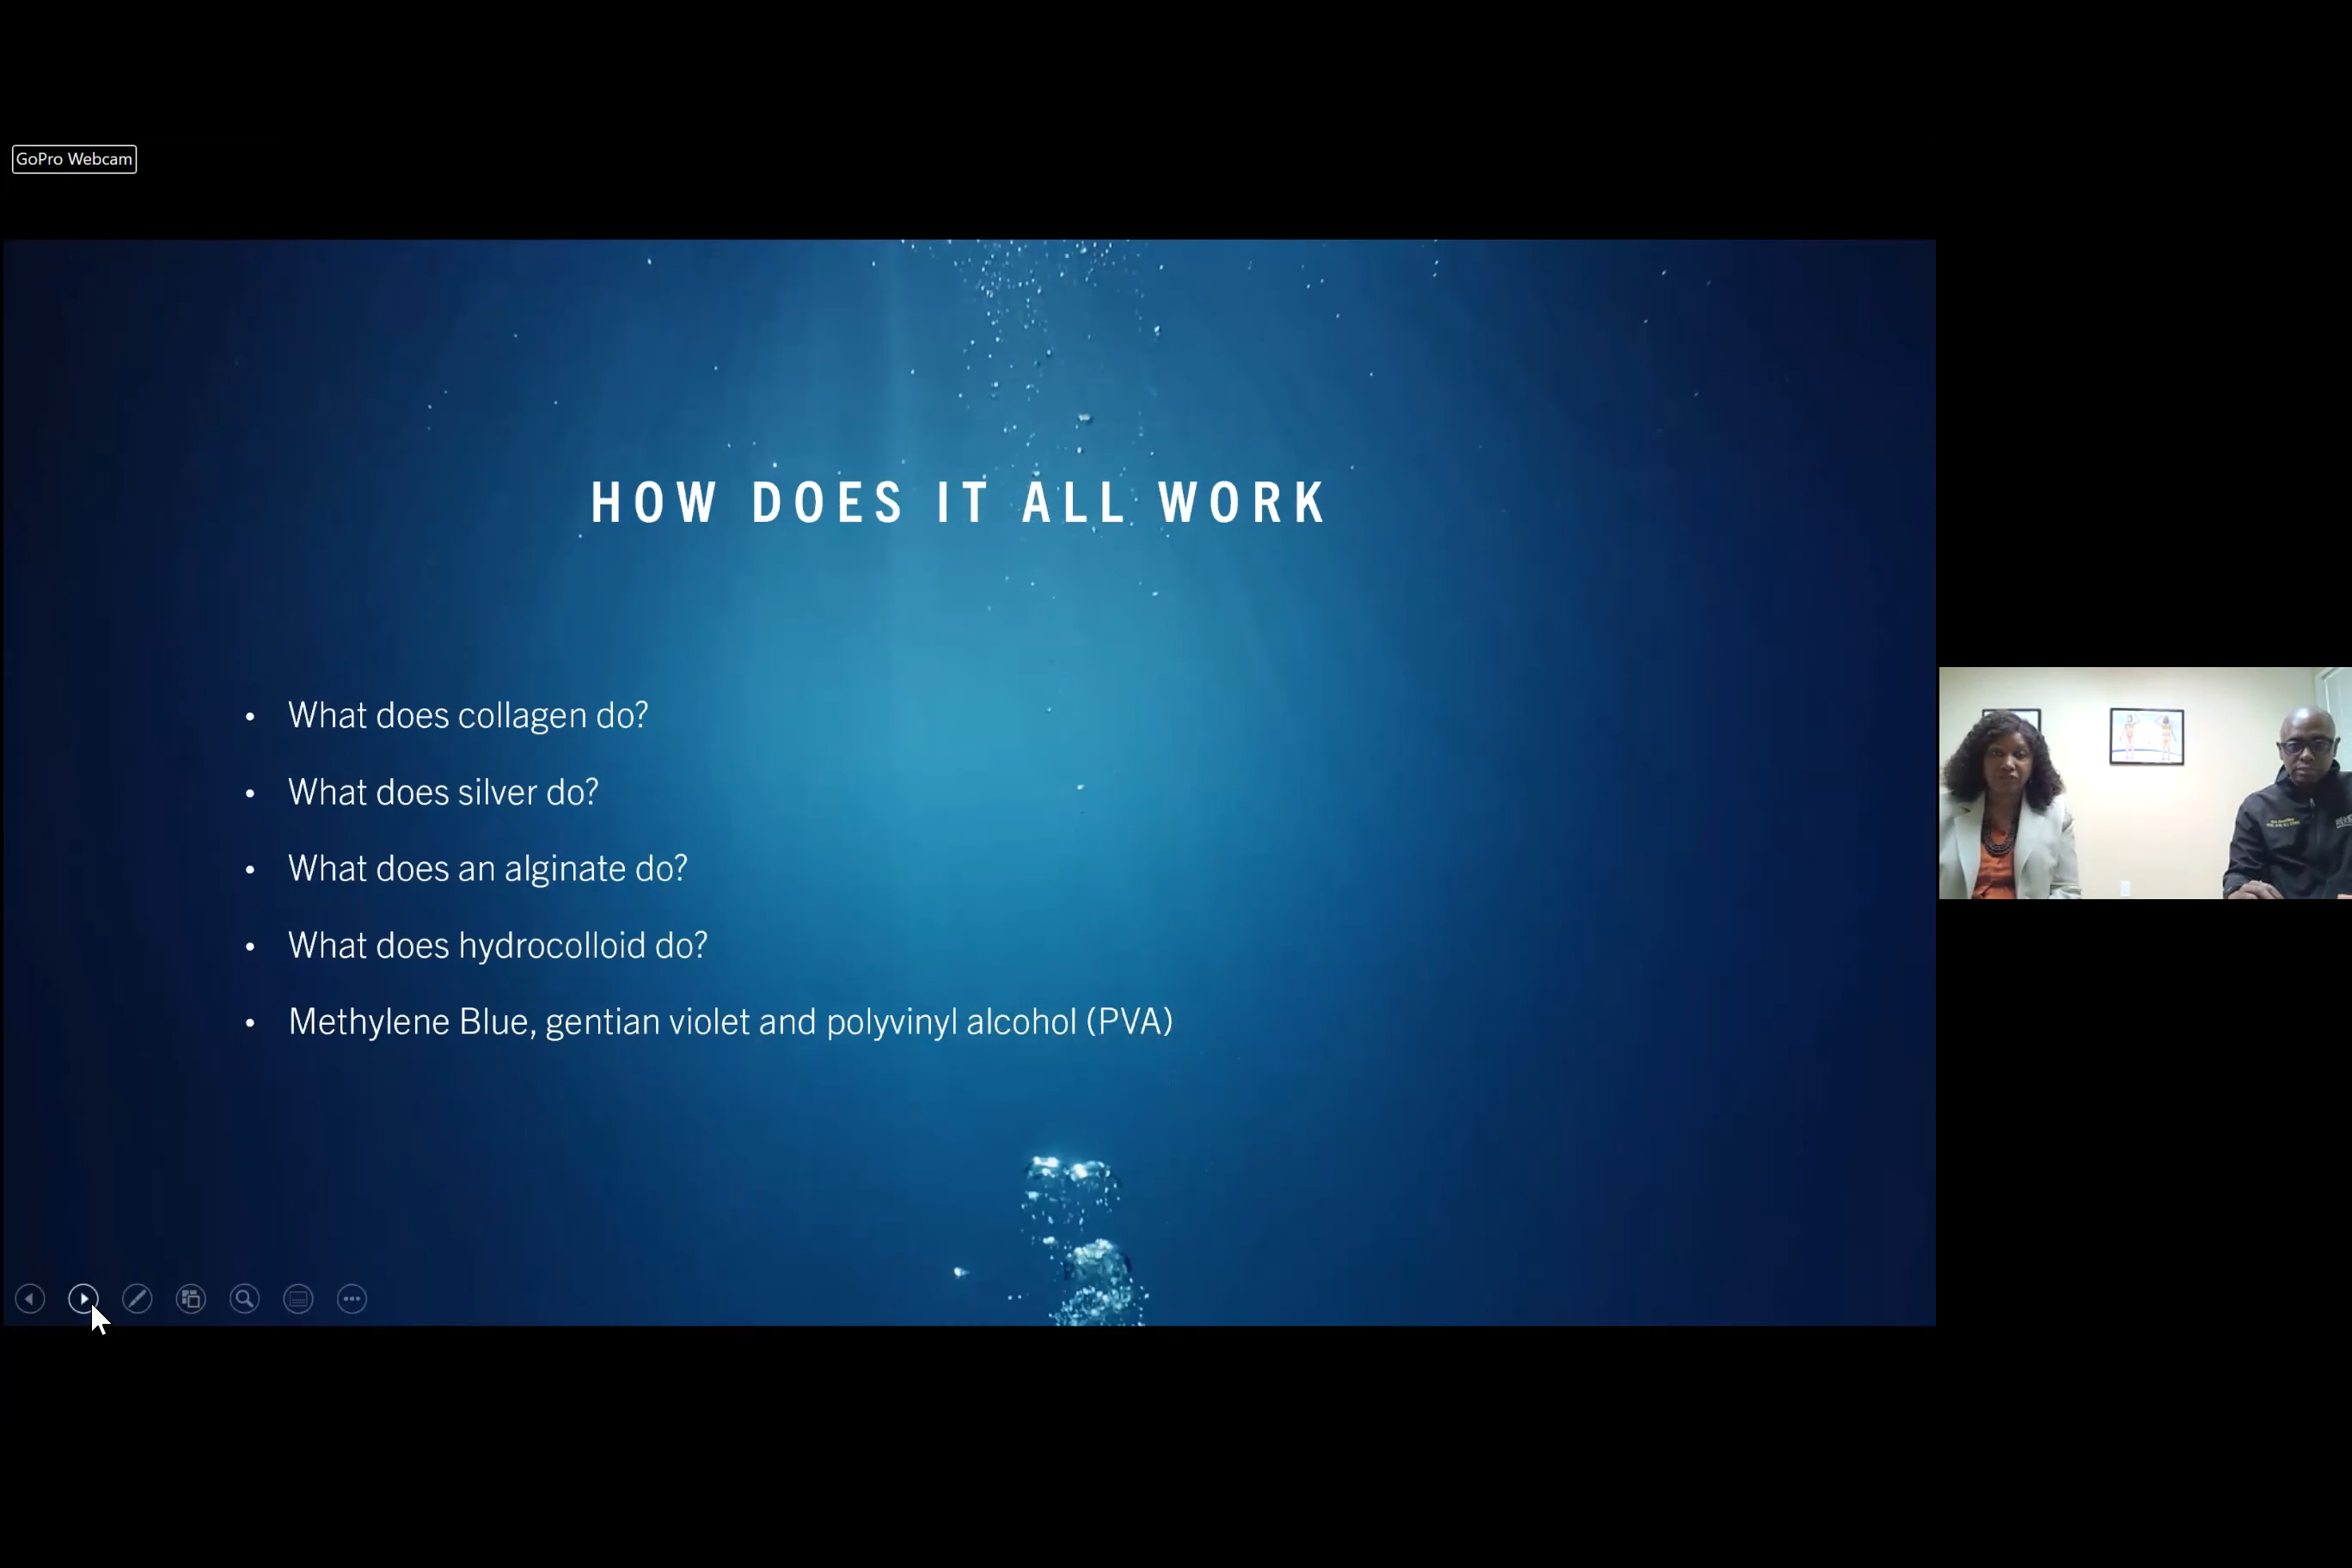 GoPro Webcam
HOW DOES IT ALL WORK
• What does collagen do?
• What does silver do?
• What does an alginate do?
• What does hydrocolloid do?
• Methylene Blue, gentian violet and polyvinyl alcohol (PVA)